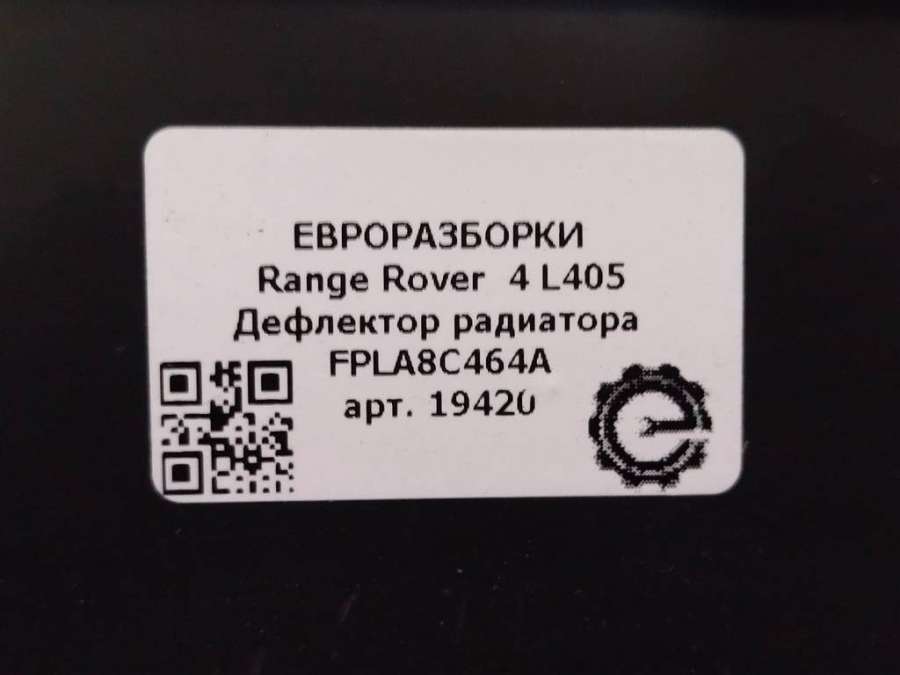 ЕВРОРАЗБОРКИ
Range Rover 4 L405
Дефлектор радиатора
FPLA8C464A
арт. 19420